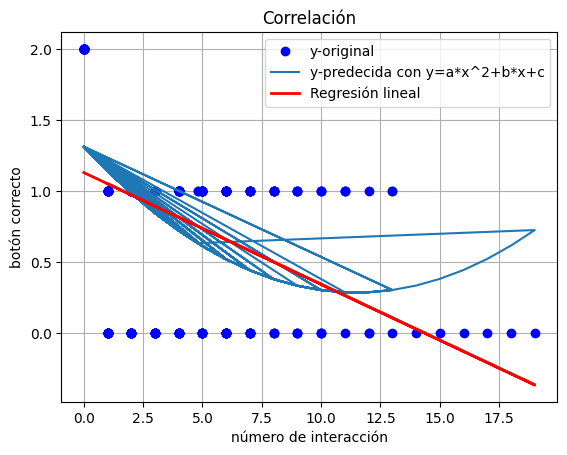 Correlación
y-original
y-predecida con y=a*x^2+b*x+c
Regresión lineal
botón correcto
2.0
1.5
1.0
0.5
0.0
0.0 2.5 5.0 7.5 10.0 12.5 15.0 17.5
número de interacción